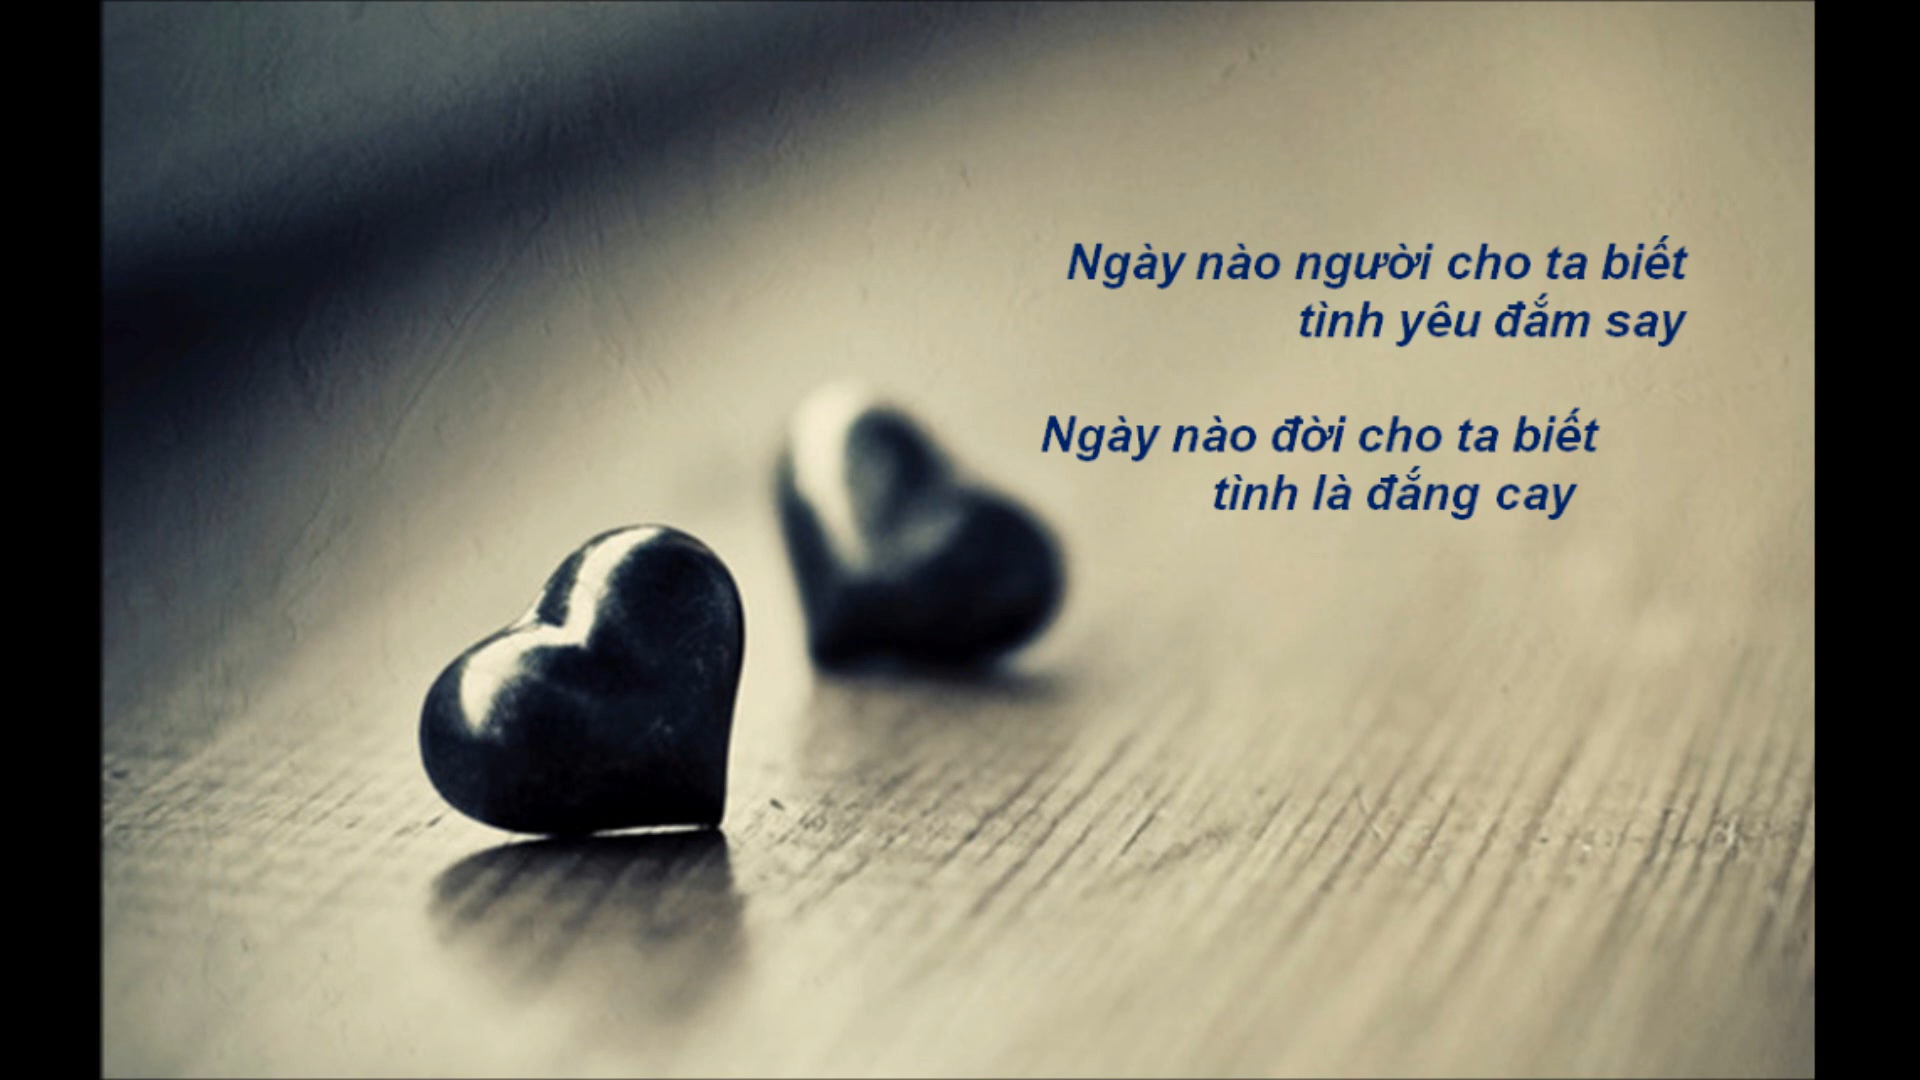 Ngày nào người cho ta biết
tình yêu đắm say
Ngày nào đời cho ta biết
tình là đắng cay